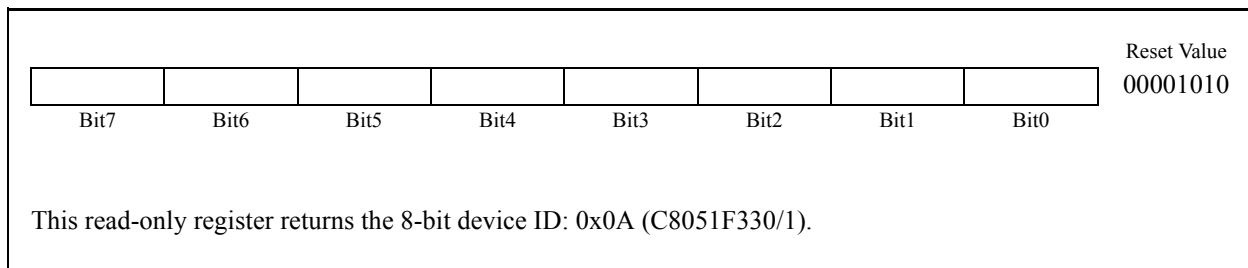 Reset Value
00001010
Bit7 Bit6 Bit5 Bit4 Bit3 Bit2 Bit1 Bit0
This read-only register returns the 8-bit device ID: 0x0A (C8051F330/1).